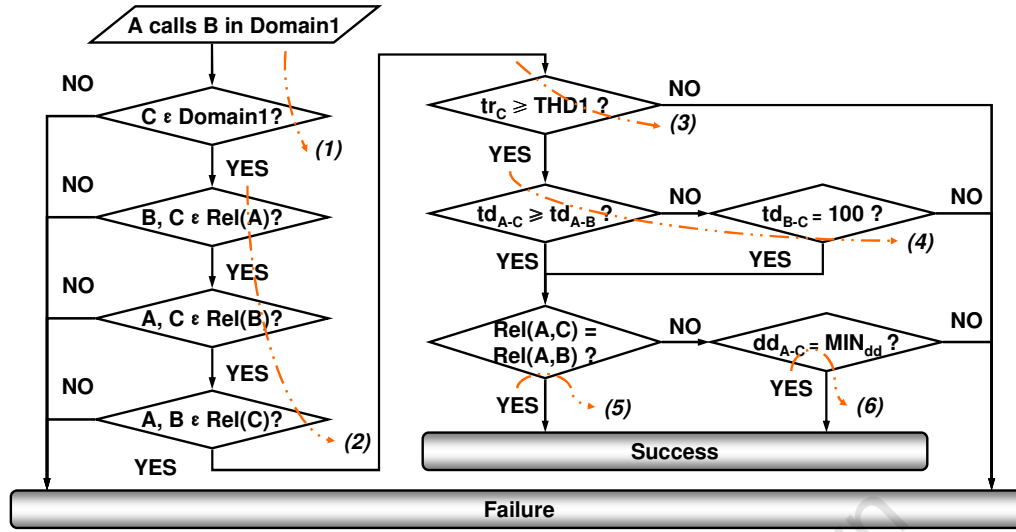 A calls B in Domain1
NO
C ε Domain1?
(1)
YES
NO
B, C ε Rel(A)?
YES
NO
A, C ε Rel(B)?
YES
NO
A, B ε Rel(C)?
(2)
YES
tr_C ⩾ THD1 ?
NO
(3)
YES
td_A-C ⩾ td_A-B ?
NO
td_B-C = 100 ?
NO
(4)
YES
YES
Rel(A,C) =
Rel(A,B) ?
NO
dd_A-C = MIN_dd ?
NO
YES
(5)
YES
(6)
Success
Failure